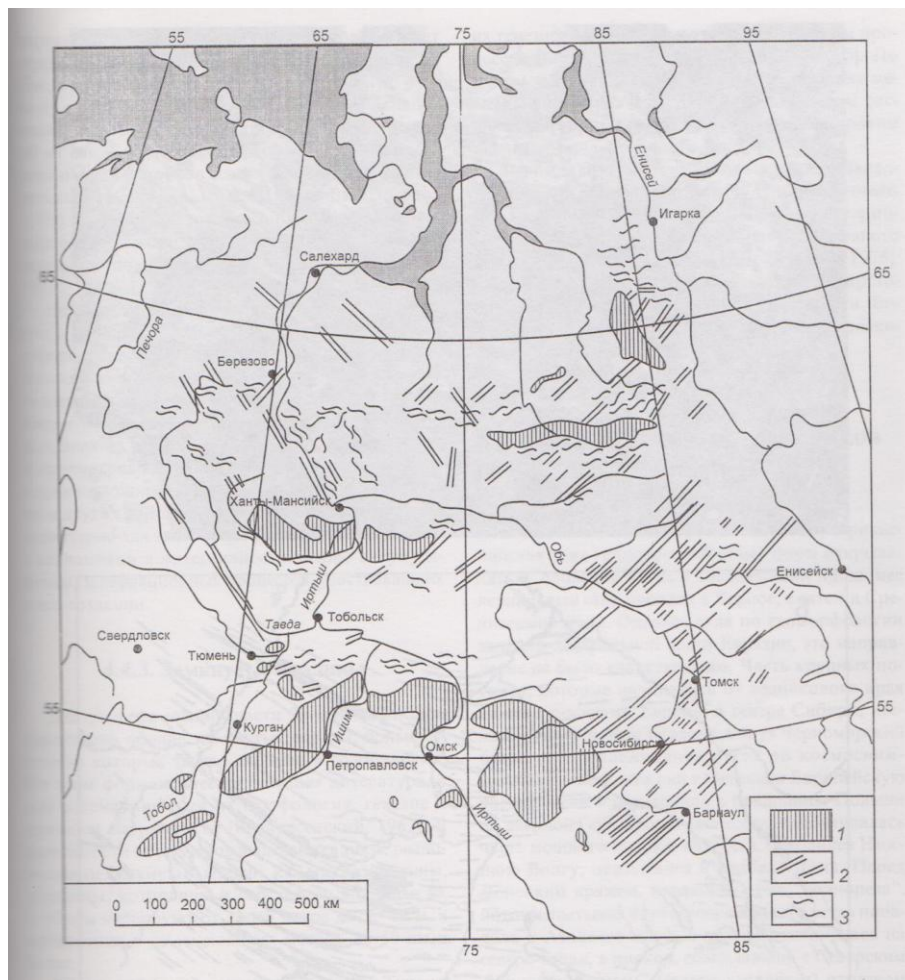 55 65 75 85 95
Енисей
Игарка
Салехард
65 65
Печора
Березово
Ханты-Мансийск
Обь
Енисейск
Иртыш
Тобольск
Тавда
Свердловск
Тюмень
Томск
55 55
Курган
Ишим
Омск
Новосибирск
Петропавловск
Тобол
Иртыш
Барнаул
1
2
3
0 100 200 300 400 500 км
75 85